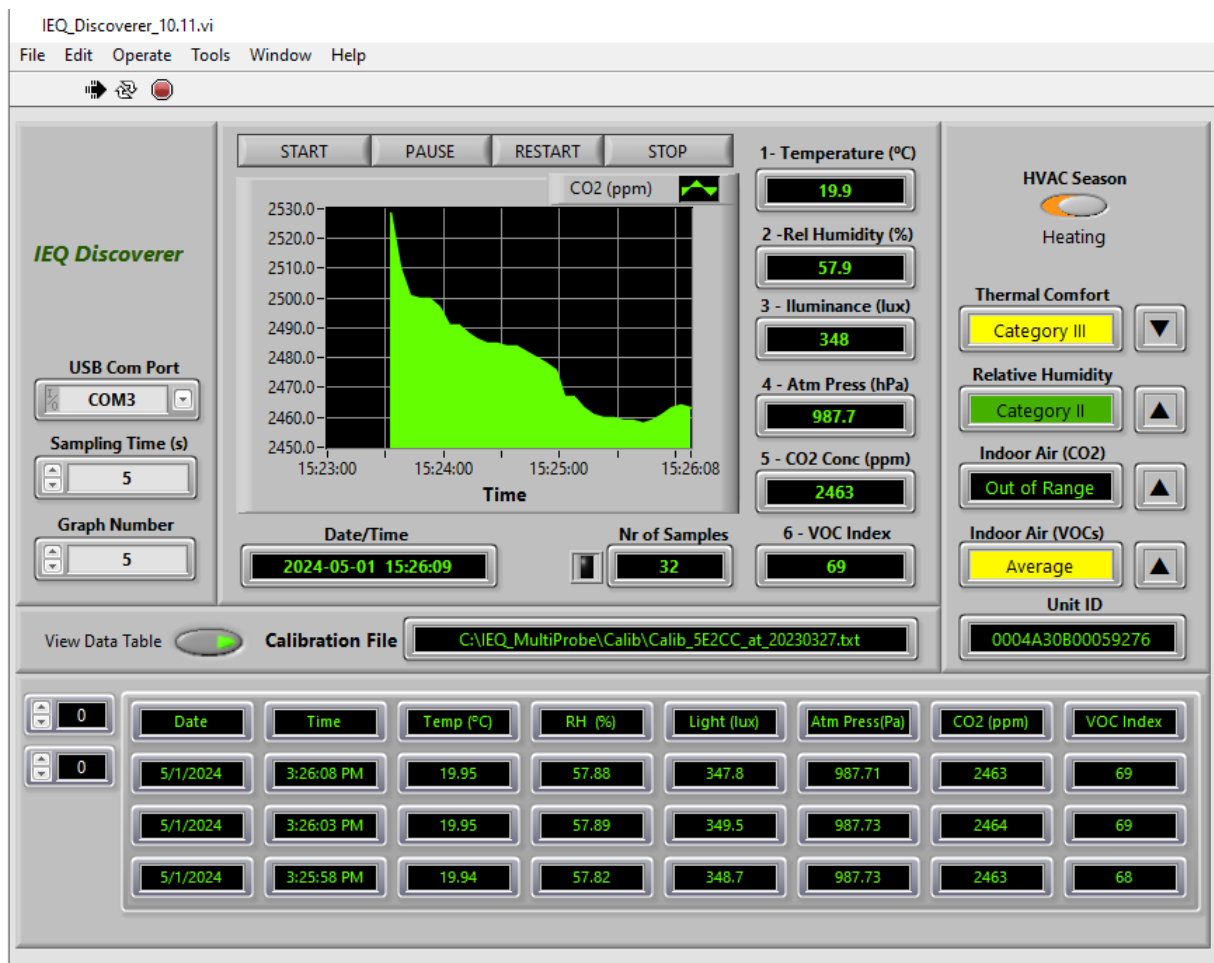 IEQ_Discoverer_10.11.vi
File Edit Operate Tools Window Help
START PAUSE RESTART STOP
CO2 (ppm)
2530.0
2520.0
2510.0
2500.0
2490.0
2480.0
2470.0
2460.0
2450.0
15:23:00 15:24:00 15:25:00 15:26:08
Time
IEQ Discoverer
USB Com Port
I/O COM3
Sampling Time (s)
5
Graph Number
5
Date/Time
2024-05-01 15:26:09
Nr of Samples
32
1- Temperature (ºC)
19.9
2 -Rel Humidity (%)
57.9
3 - Iluminance (lux)
348
4 - Atm Press (hPa)
987.7
5 - CO2 Conc (ppm)
2463
6 - VOC Index
69
HVAC Season
Heating
Thermal Comfort
Category III
Relative Humidity
Category II
Indoor Air (CO2)
Out of Range
Indoor Air (VOCs)
Average
Unit ID
0004A30B00059276
View Data Table
Calibration File C:\IEQ_MultiProbe\Calib\Calib_5E2CC_at_20230327.txt
0
0
Date Time Temp (ºC) RH (%) Light (lux) Atm Press(Pa) CO2 (ppm) VOC Index
5/1/2024 3:26:08 PM 19.95 57.88 347.8 987.71 2463 69
5/1/2024 3:26:03 PM 19.95 57.89 349.5 987.73 2464 69
5/1/2024 3:25:58 PM 19.94 57.82 348.7 987.73 2463 68